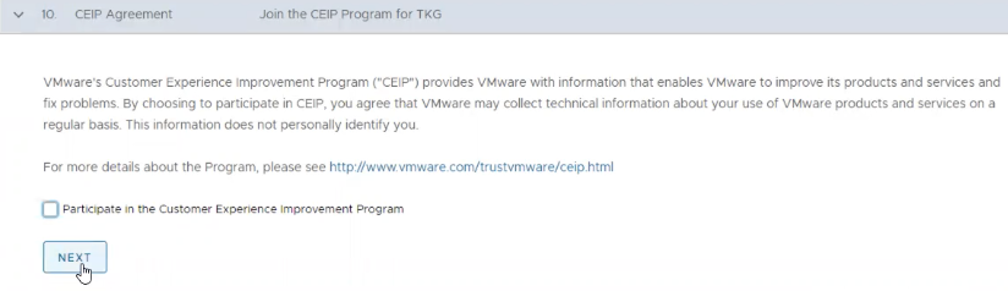 10. CEIP Agreement Join the CEIP Program for TKG
VMware's Customer Experience Improvement Program ("CEIP") provides VMware with information that enables VMware to improve its products and services and
fix problems. By choosing to participate in CEIP, you agree that VMware may collect technical information about your use of VMware products and services on a
regular basis. This information does not personally identify you.
For more details about the Program, please see http://www.vmware.com/trustvmware/ceip.html
Participate in the Customer Experience Improvement Program
NEXT